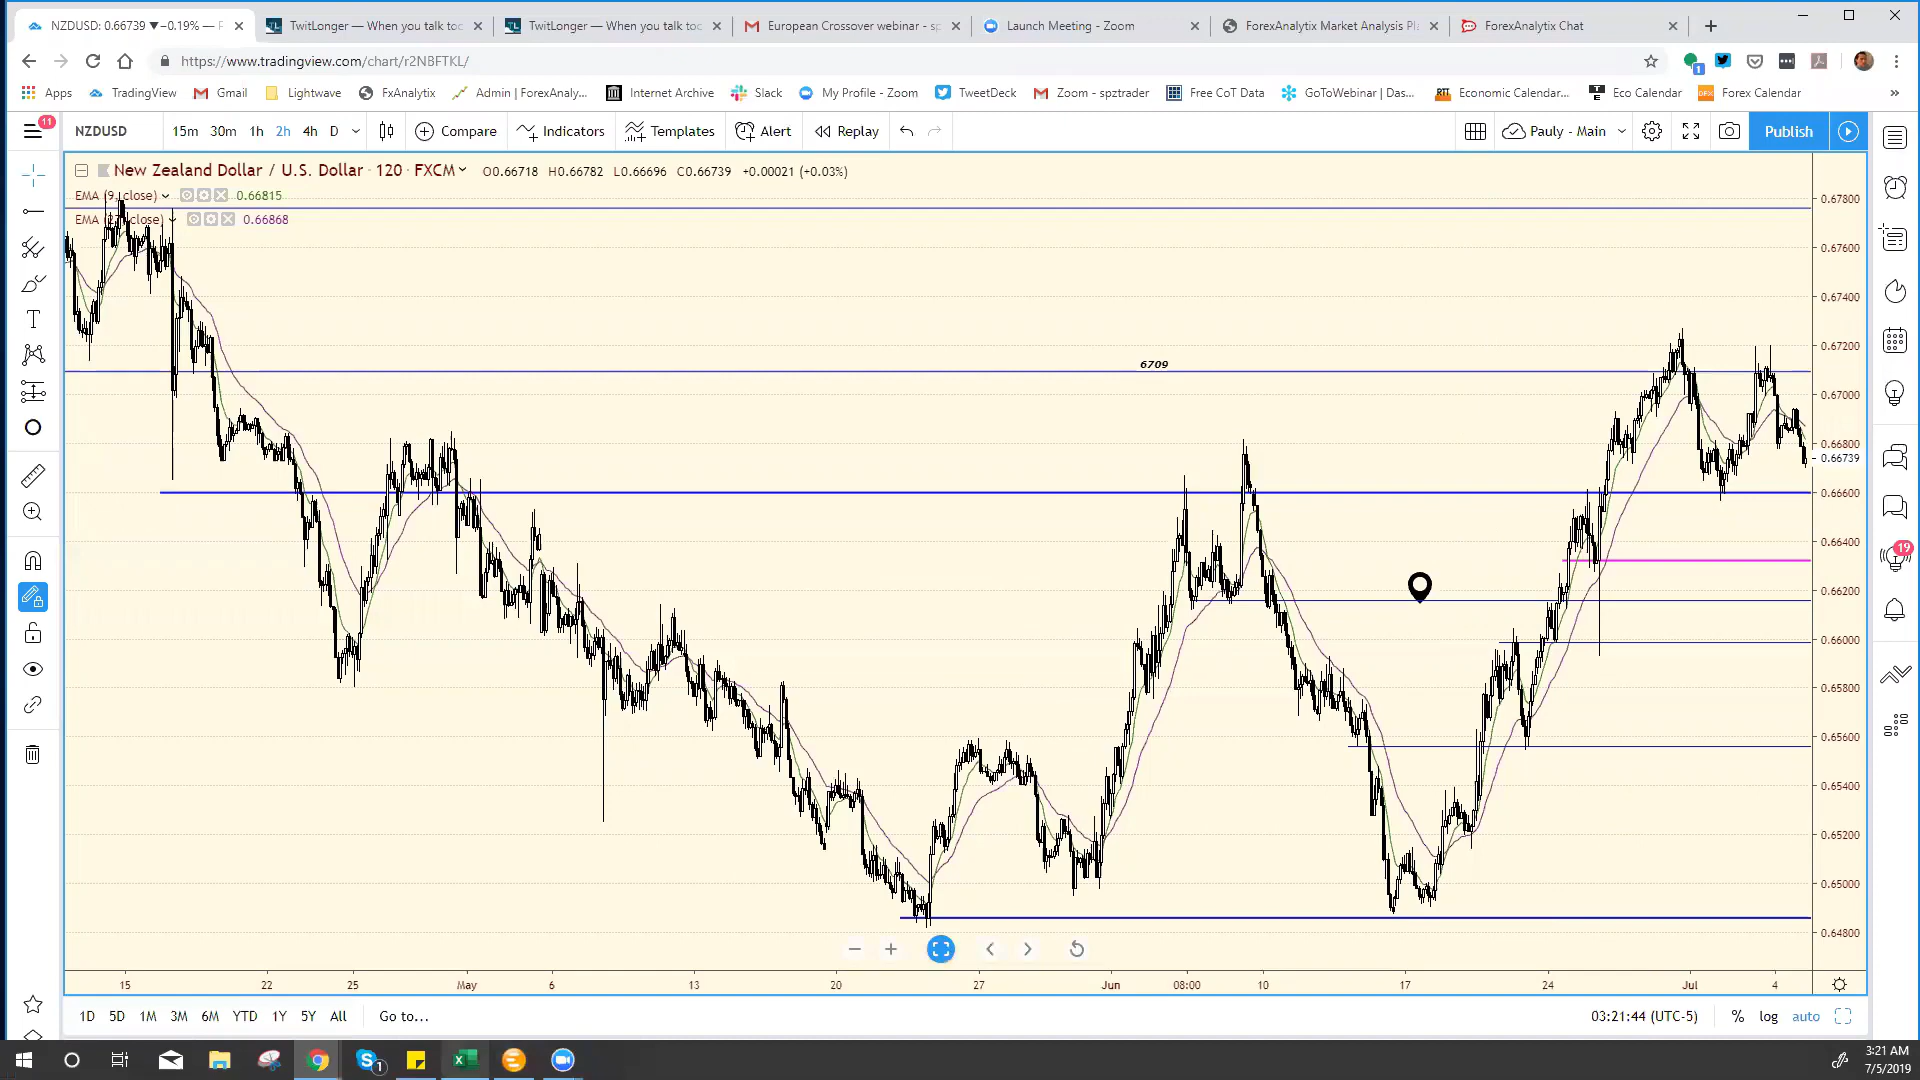 NZDUSD: 0.66739 ▼−0.19% — F
TwitLonger — When you talk too
TwitLonger — When you talk too
European Crossover webinar - sp
Launch Meeting - Zoom
ForexAnalytix Market Analysis Pl
ForexAnalytix Chat
https://www.tradingview.com/chart/r2NBFTKL/
1
Apps
TradingView
Gmail
Lightwave
FxAnalytix
Admin | ForexAnaly...
Internet Archive
Slack
My Profile - Zoom
TweetDeck
Zoom - spztrader
Free CoT Data
GoToWebinar | Das...
Economic Calendar...
Eco Calendar
Forex Calendar
»
11
NZDUSD
15m 30m 1h 2h 4h D
Compare
Indicators
Templates
Alert
Replay
Pauly - Main
Publish
New Zealand Dollar / U.S. Dollar · 120 · FXCM
O0.66718 H0.66782 L0.66696 C0.66739 +0.00021 (+0.03%)
EMA (9, close) 0.66815
EMA (27, close) 0.66868
6709
0.67800
0.67600
0.67400
0.67200
0.67000
0.66800
0.66739
0.66600
0.66400
0.66200
0.66000
0.65800
0.65600
0.65400
0.65200
0.65000
0.64800
19
15 22 25 May 6 13 20 27 Jun 08:00 10 17 24 Jul 4
1D 5D 1M 3M 6M YTD 1Y 5Y All Go to...
03:21:44 (UTC-5) % log auto
1
3:21 AM
7/5/2019